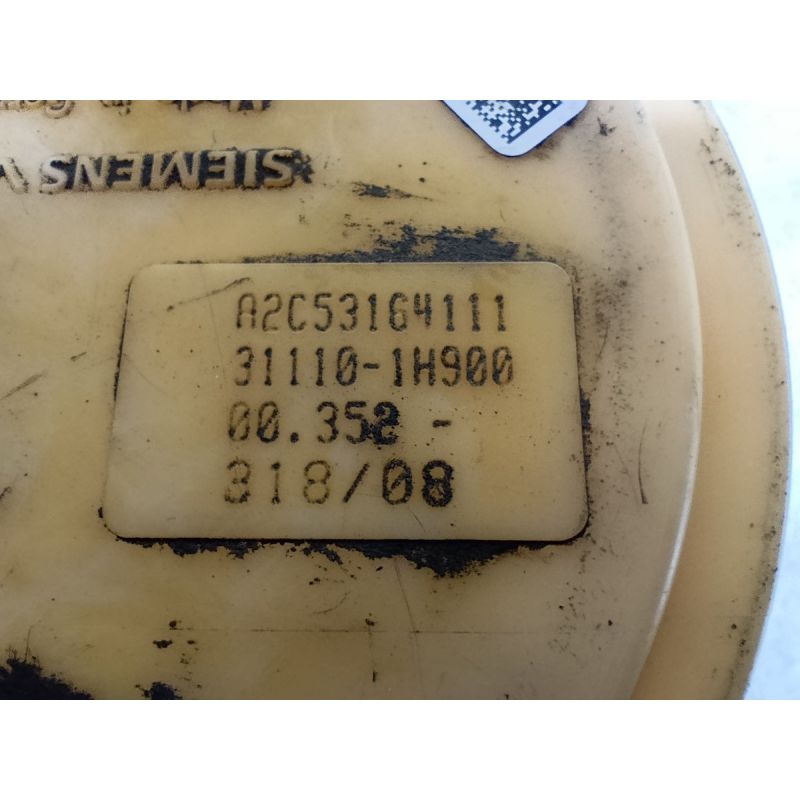 SIEMENS V
A2C53164111
31110-1H900
00.352 -
318/08